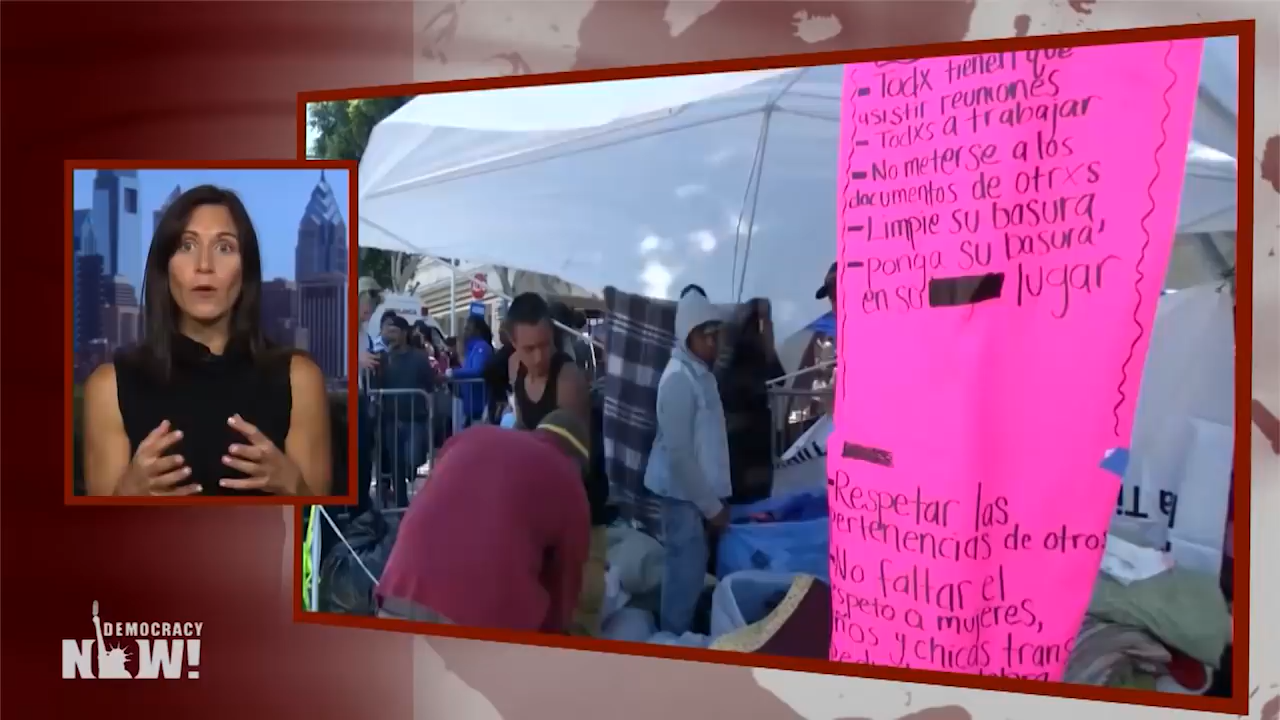 - Todx tienen que
asistir reuniones
- Todxs a trabajar
- No meterse a los
documentos de otrxs
- Limpie su basura,
- ponga su basura
en su lugar
- Respetar las
pertenencias de otros
- No faltar el
respeto a mujeres,
y chicas trans
DEMOCRACY
NOW!